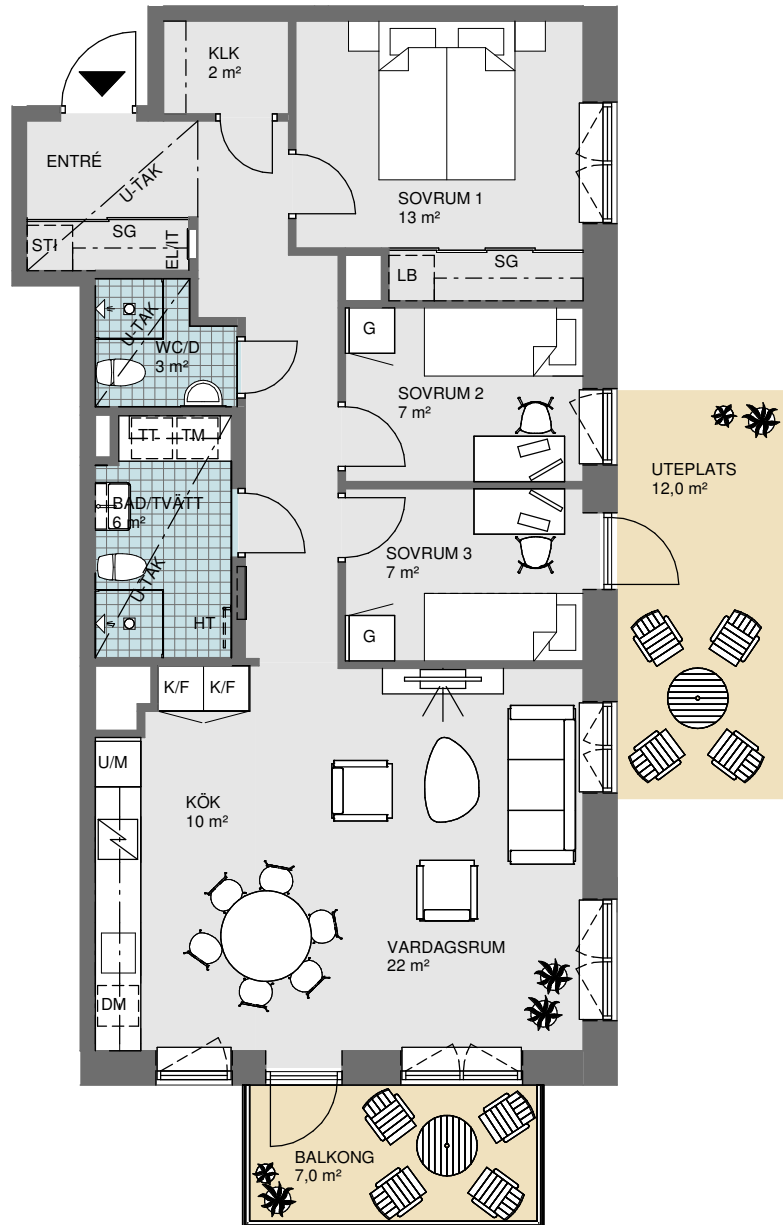 KLK
2 m²
ENTRÉ
U-TAK
SOVRUM 1
13 m²
STI
SG
EL/IT
LB
SG
U-TAK
WC/D
3 m²
G
SOVRUM 2
7 m²
TT
TM
UTEPLATS
12,0 m²
BAD/TVÄTT
6 m²
U-TAK
SOVRUM 3
7 m²
HT
G
K/F
K/F
U/M
KÖK
10 m²
VARDAGSRUM
22 m²
DM
BALKONG
7,0 m²